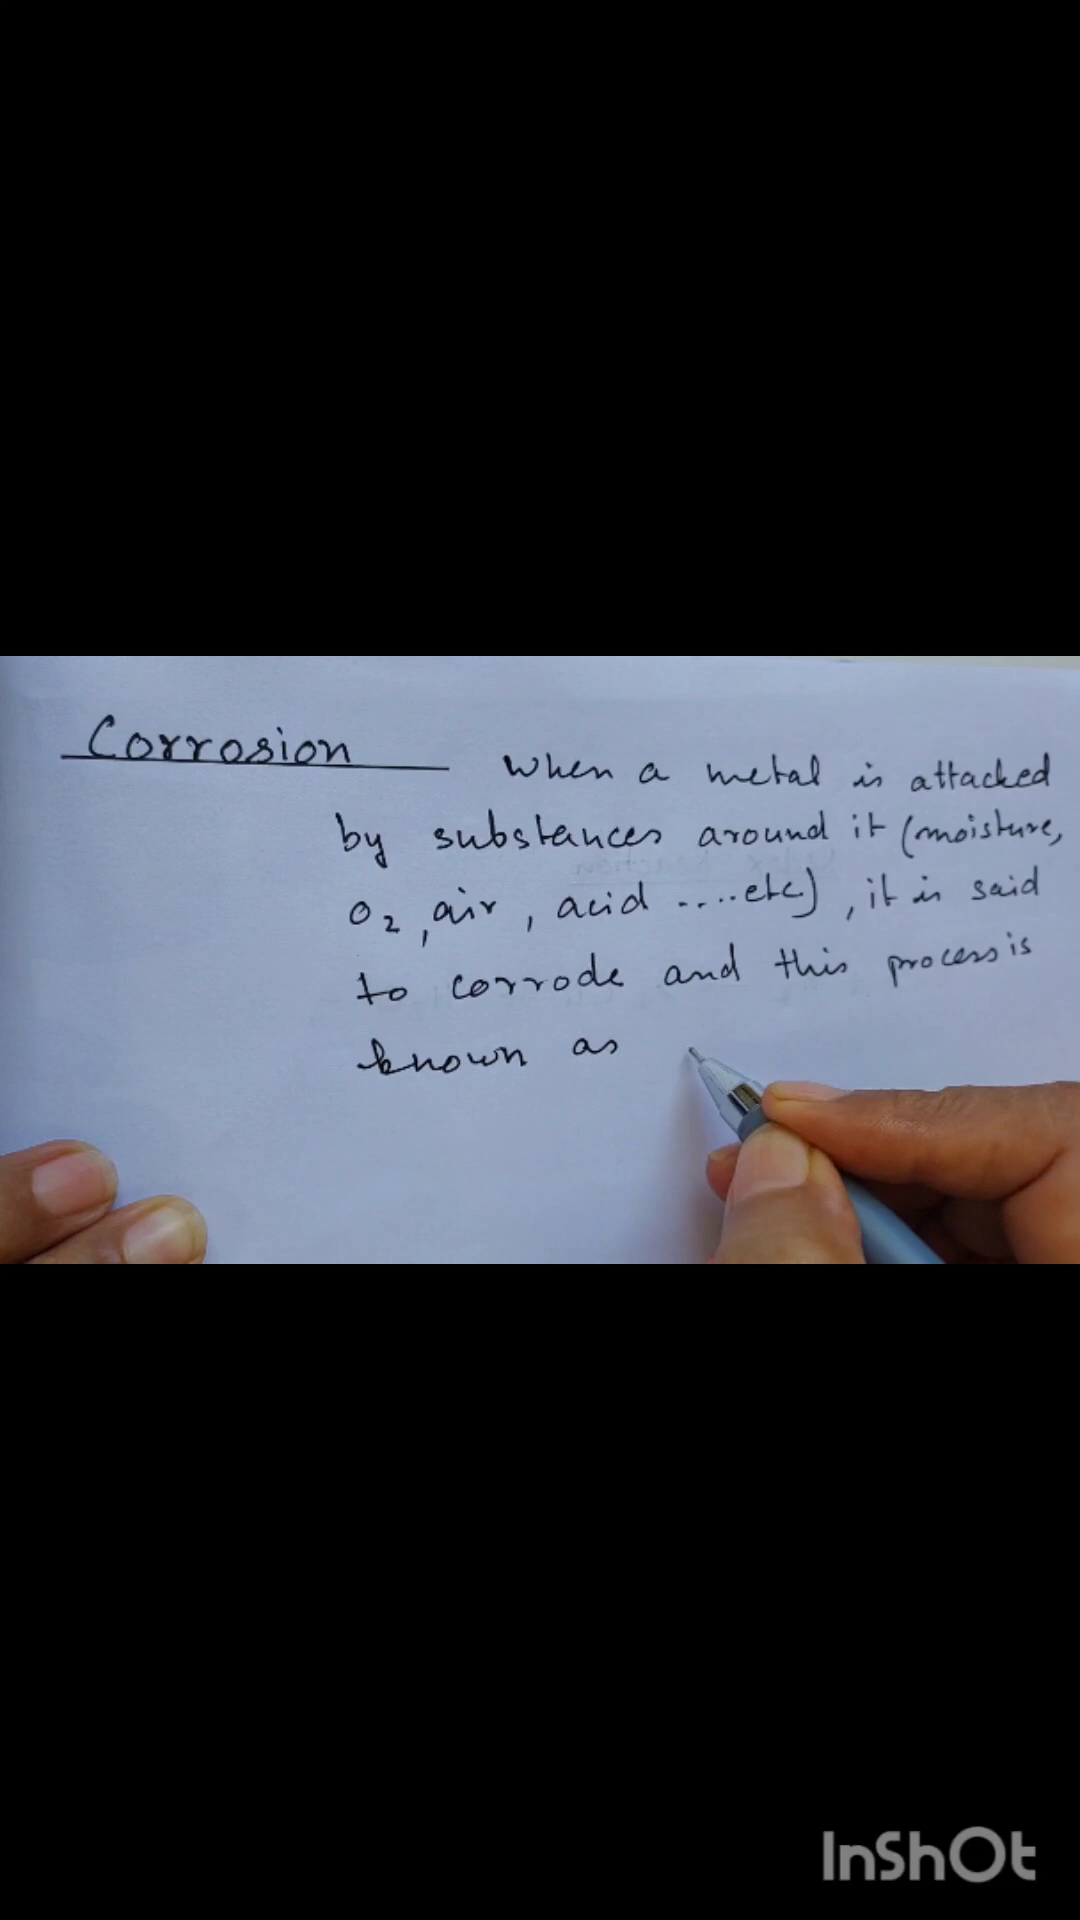 Corrosion
When a metal is attacked
by substances around it (moisture,
O2, air, acid ....etc), it is said
to corrode and this process is
known as
InShOt